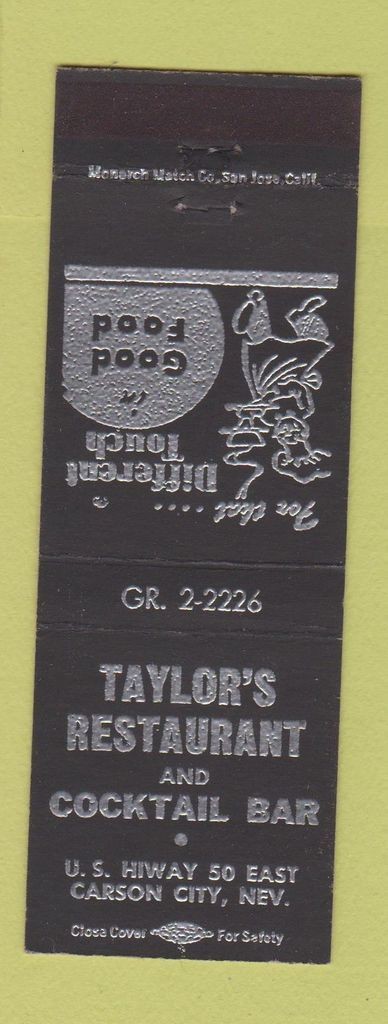 Monarch Match Co., San Jose, Calif.
For that ....
a
Different
Touch
in
Good
Food
GR. 2-2226
TAYLOR'S
RESTAURANT
AND
COCKTAIL BAR
U.S. HIWAY 50 EAST
CARSON CITY, NEV.
Close Cover For Safety